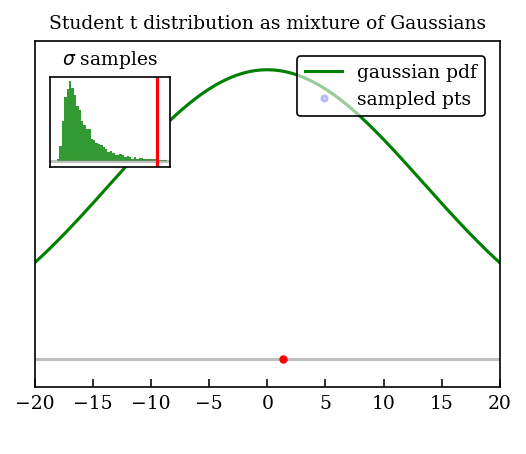 Student t distribution as mixture of Gaussians
σ samples
gaussian pdf
sampled pts
−20 −15 −10 −5 0 5 10 15 20